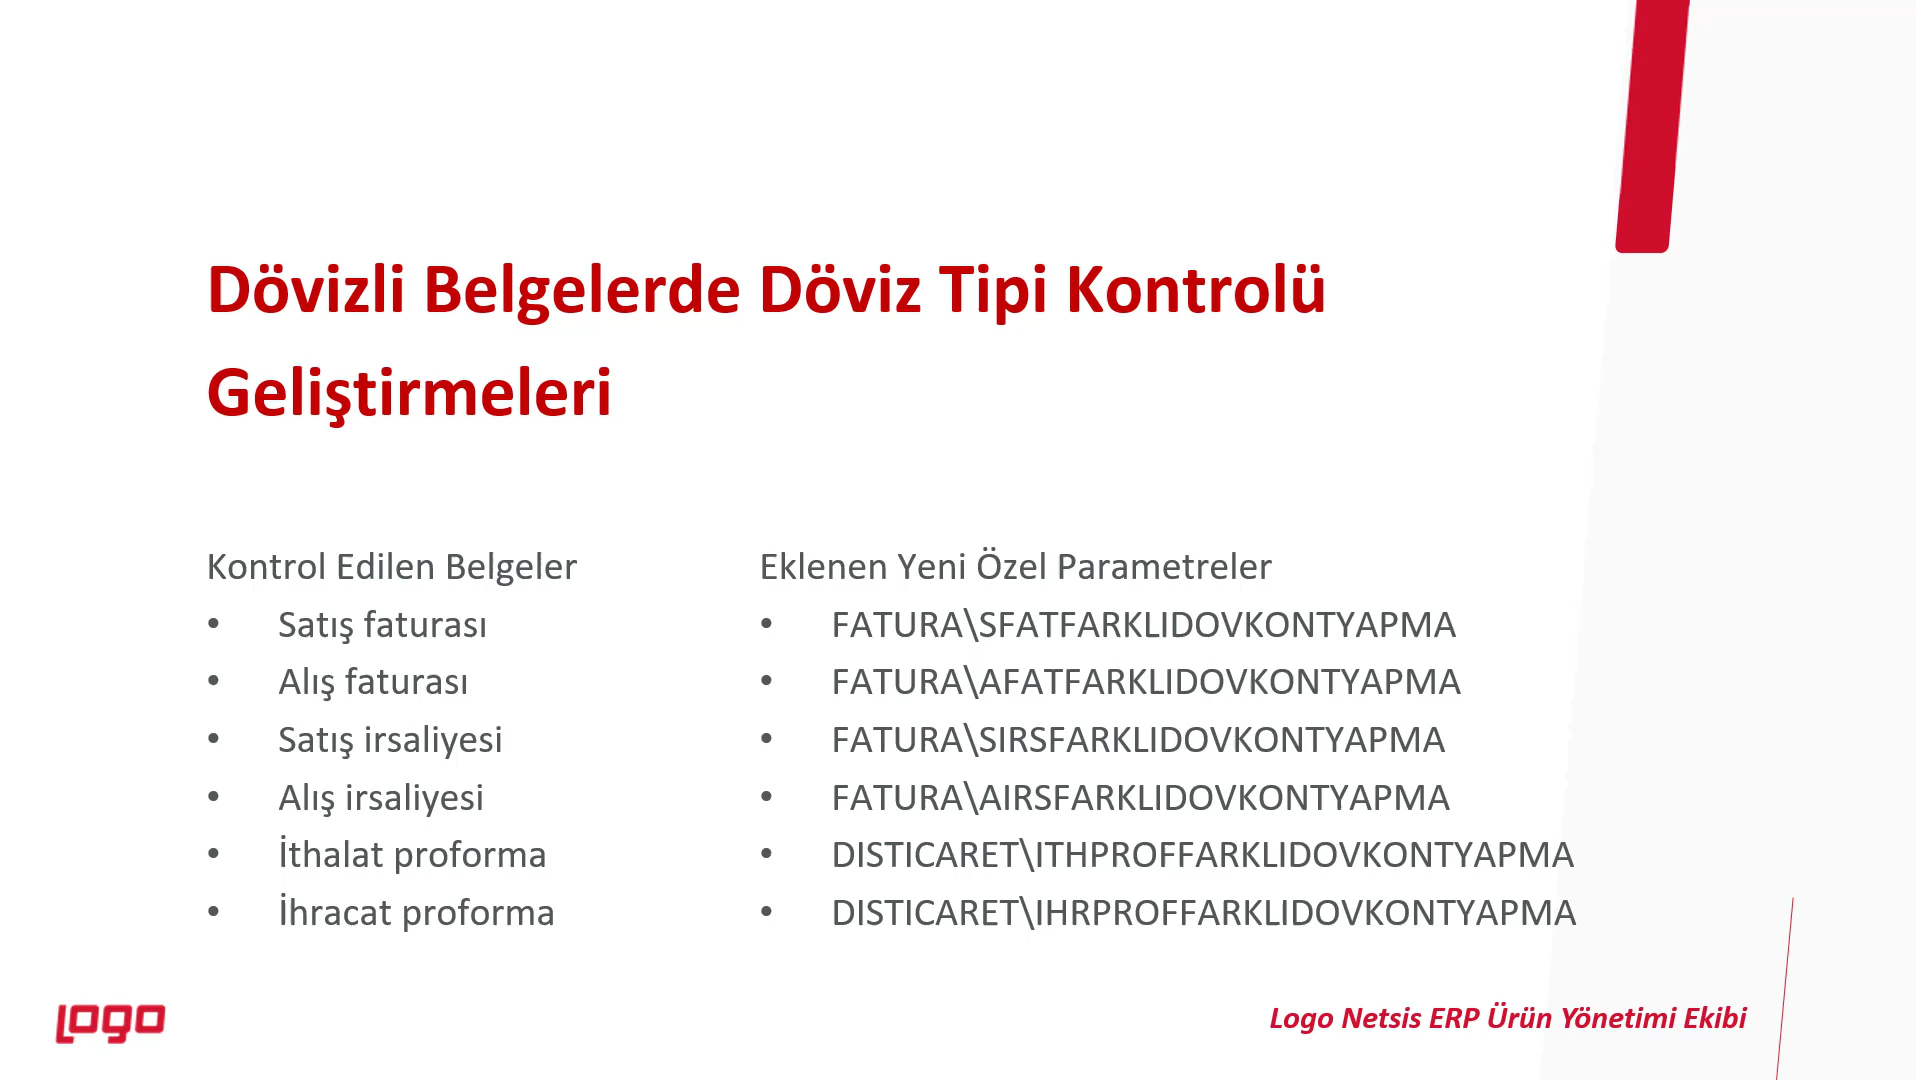 Dövizli Belgelerde Döviz Tipi Kontrolü
Geliştirmeleri
Kontrol Edilen Belgeler
• Satış faturası
• Alış faturası
• Satış irsaliyesi
• Alış irsaliyesi
• İthalat proforma
• İhracat proforma
Eklenen Yeni Özel Parametreler
• FATURA\SFATFARKLIDOVKONTYAPMA
• FATURA\AFATFARKLIDOVKONTYAPMA
• FATURA\SIRSFARKLIDOVKONTYAPMA
• FATURA\AIRSFARKLIDOVKONTYAPMA
• DISTICARET\ITHPROFFARKLIDOVKONTYAPMA
• DISTICARET\IHRPROFFARKLIDOVKONTYAPMA
LOGO
Logo Netsis ERP Ürün Yönetimi Ekibi